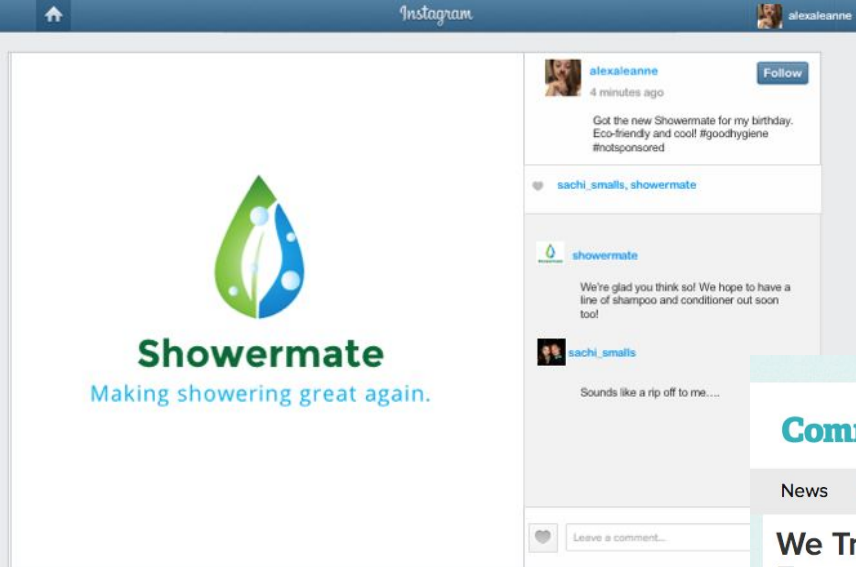 Instagram
alexaleanne
alexaleanne
Follow
4 minutes ago
Got the new Showermate for my birthday.
Eco-friendly and cool! #goodhygiene
#notsponsored
sachi_smalls, showermate
Showermate
Making showering great again.
showermate
We're glad you think so! We hope to have a
line of shampoo and conditioner out soon
too!
sachi_smalls
Sounds like a rip off to me....
Leave a comment...
News
We